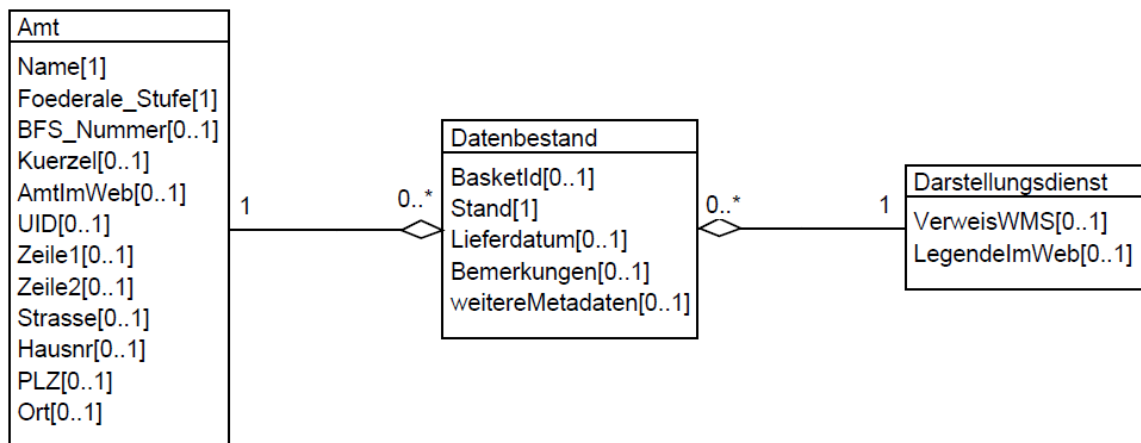 Amt
Name[1]
Foederale_Stufe[1]
BFS_Nummer[0..1]
Kuerzel[0..1]
AmtImWeb[0..1]
UID[0..1]
Zeile1[0..1]
Zeile2[0..1]
Strasse[0..1]
Hausnr[0..1]
PLZ[0..1]
Ort[0..1]
1
0..*
Datenbestand
BasketId[0..1]
Stand[1]
Lieferdatum[0..1]
Bemerkungen[0..1]
weitereMetadaten[0..1]
0..*
1
Darstellungsdienst
VerweisWMS[0..1]
LegendeImWeb[0..1]